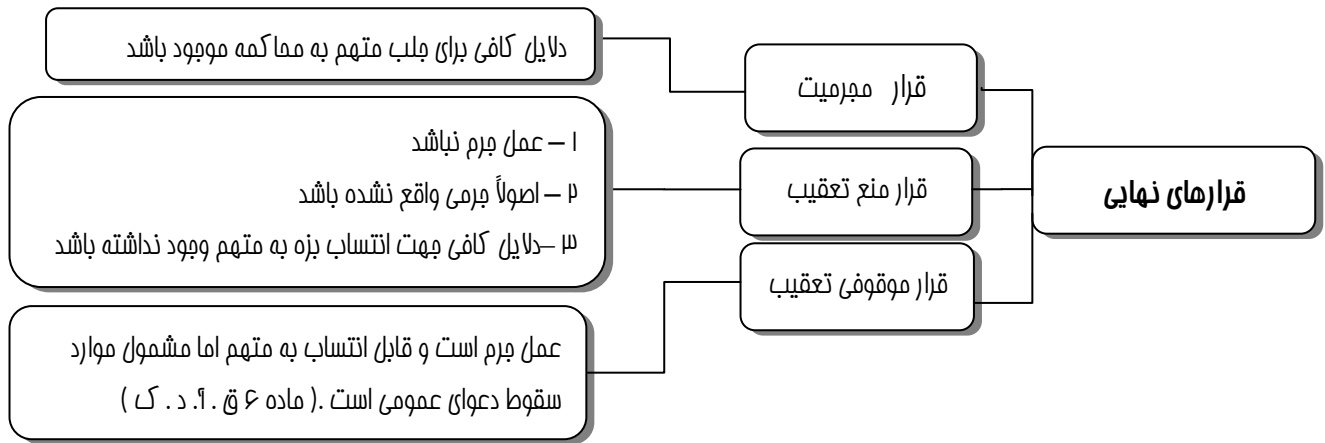 قرارهای نهایی
قرار مجرمیت
دلایل کافی برای جلب متهم به محاکمه موجود باشد
قرار منع تعقیب
۱ – عمل جرم نباشد
۲ – اصولاً جرمی واقع نشده باشد
۳ –دلایل کافی جهت انتساب بزه به متهم وجود نداشته باشد
قرار موقوفی تعقیب
عمل جرم است و قابل انتساب به متهم اما مشمول موارد
سقوط دعوای عمومی است .( ماده ۶ ق . آ. د . ک )